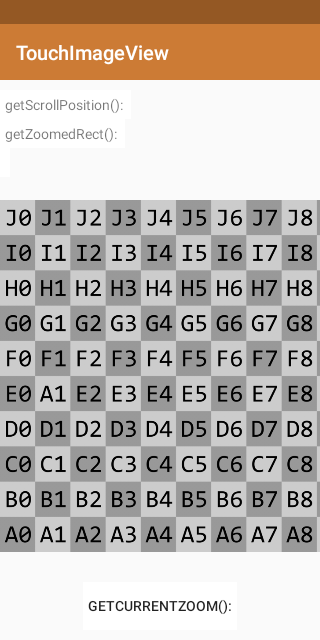 TouchImageView
getScrollPosition():
getZoomedRect():
J0 J1 J2 J3 J4 J5 J6 J7 J8
I0 I1 I2 I3 I4 I5 I6 I7 I8
H0 H1 H2 H3 H4 H5 H6 H7 H8
G0 G1 G2 G3 G4 G5 G6 G7 G8
F0 F1 F2 F3 F4 F5 F6 F7 F8
E0 A1 E2 E3 E4 E5 E6 E7 E8
D0 D1 D2 D3 D4 D5 D6 D7 D8
C0 C1 C2 C3 C4 C5 C6 C7 C8
B0 B1 B2 B3 B4 B5 B6 B7 B8
A0 A1 A2 A3 A4 A5 A6 A7 A8
GETCURRENTZOOM():